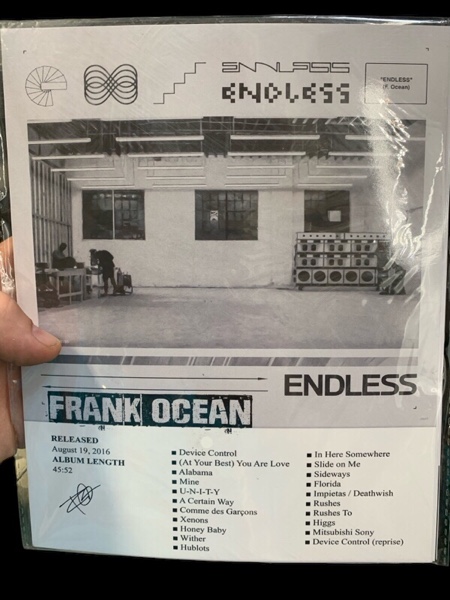 ENDLESS
ENDLESS
"ENDLESS"
(F. Ocean)
ENDLESS
FRANK OCEAN
RELEASED
August 19, 2016
ALBUM LENGTH
45:52
Device Control
(At Your Best) You Are Love
Alabama
Mine
U-N-I-T-Y
A Certain Way
Comme des Garçons
Xenons
Honey Baby
Wither
Hublots
In Here Somewhere
Slide on Me
Sideways
Florida
Impietas / Deathwish
Rushes
Rushes To
Higgs
Mitsubishi Sony
Device Control (reprise)